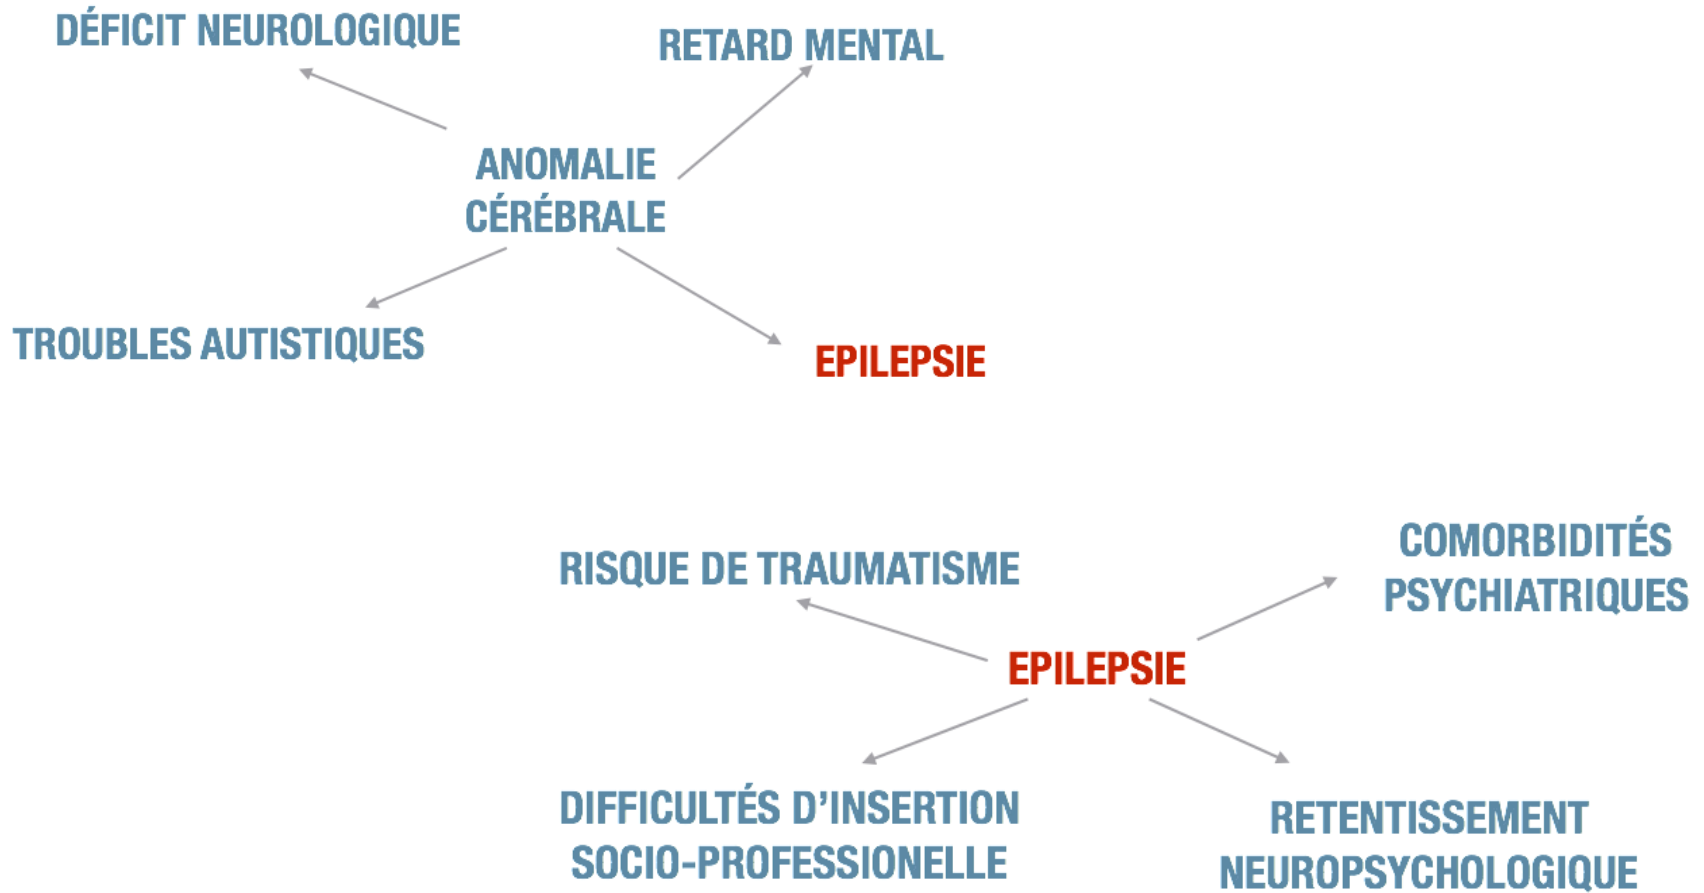 DÉFICIT NEUROLOGIQUE
RETARD MENTAL
ANOMALIE
CÉRÉBRALE
TROUBLES AUTISTIQUES
EPILEPSIE
RISQUE DE TRAUMATISME
COMORBIDITÉS
PSYCHIATRIQUES
EPILEPSIE
DIFFICULTÉS D’INSERTION
SOCIO-PROFESSIONELLE
RETENTISSEMENT
NEUROPSYCHOLOGIQUE